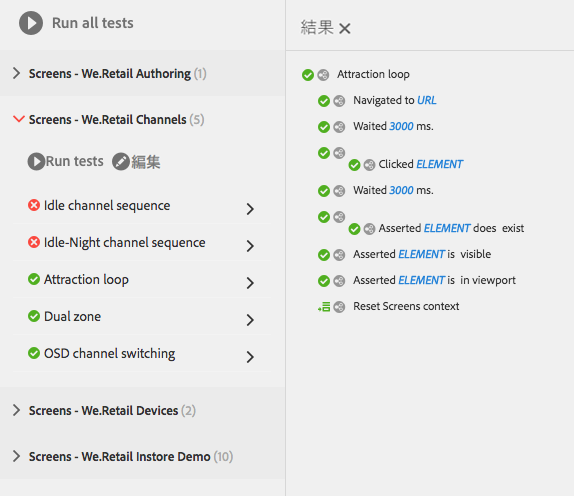 Run all tests
Screens - We.Retail Authoring (1)
Screens - We.Retail Channels (5)
Run tests 編集
Idle channel sequence
Idle-Night channel sequence
Attraction loop
Dual zone
OSD channel switching
Screens - We.Retail Devices (2)
Screens - We.Retail Instore Demo (10)
結果
Attraction loop
Navigated to URL
Waited 3000 ms.
Clicked ELEMENT
Waited 3000 ms.
Asserted ELEMENT does exist
Asserted ELEMENT is visible
Asserted ELEMENT is in viewport
Reset Screens context